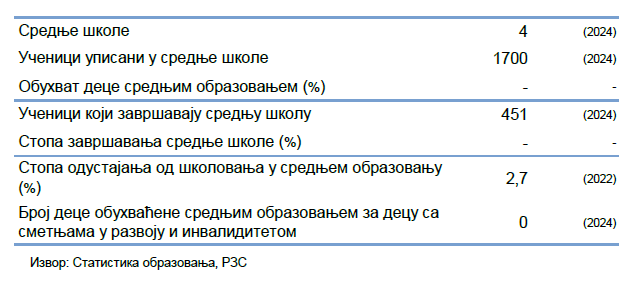 Средње школе 4 (2024)
Ученици уписани у средње школе 1700 (2024)
Обухват деце средњим образовањем (%) - -
Ученици који завршавају средњу школу 451 (2024)
Стопа завршавања средње школе (%) - -
Стопа одустајања од школовања у средњем образовању
(%) 2,7 (2022)
Број деце обухваћене средњим образовањем за децу са
сметњама у развоју и инвалидитетом 0 (2024)
Извор: Статистика образовања, РЗС